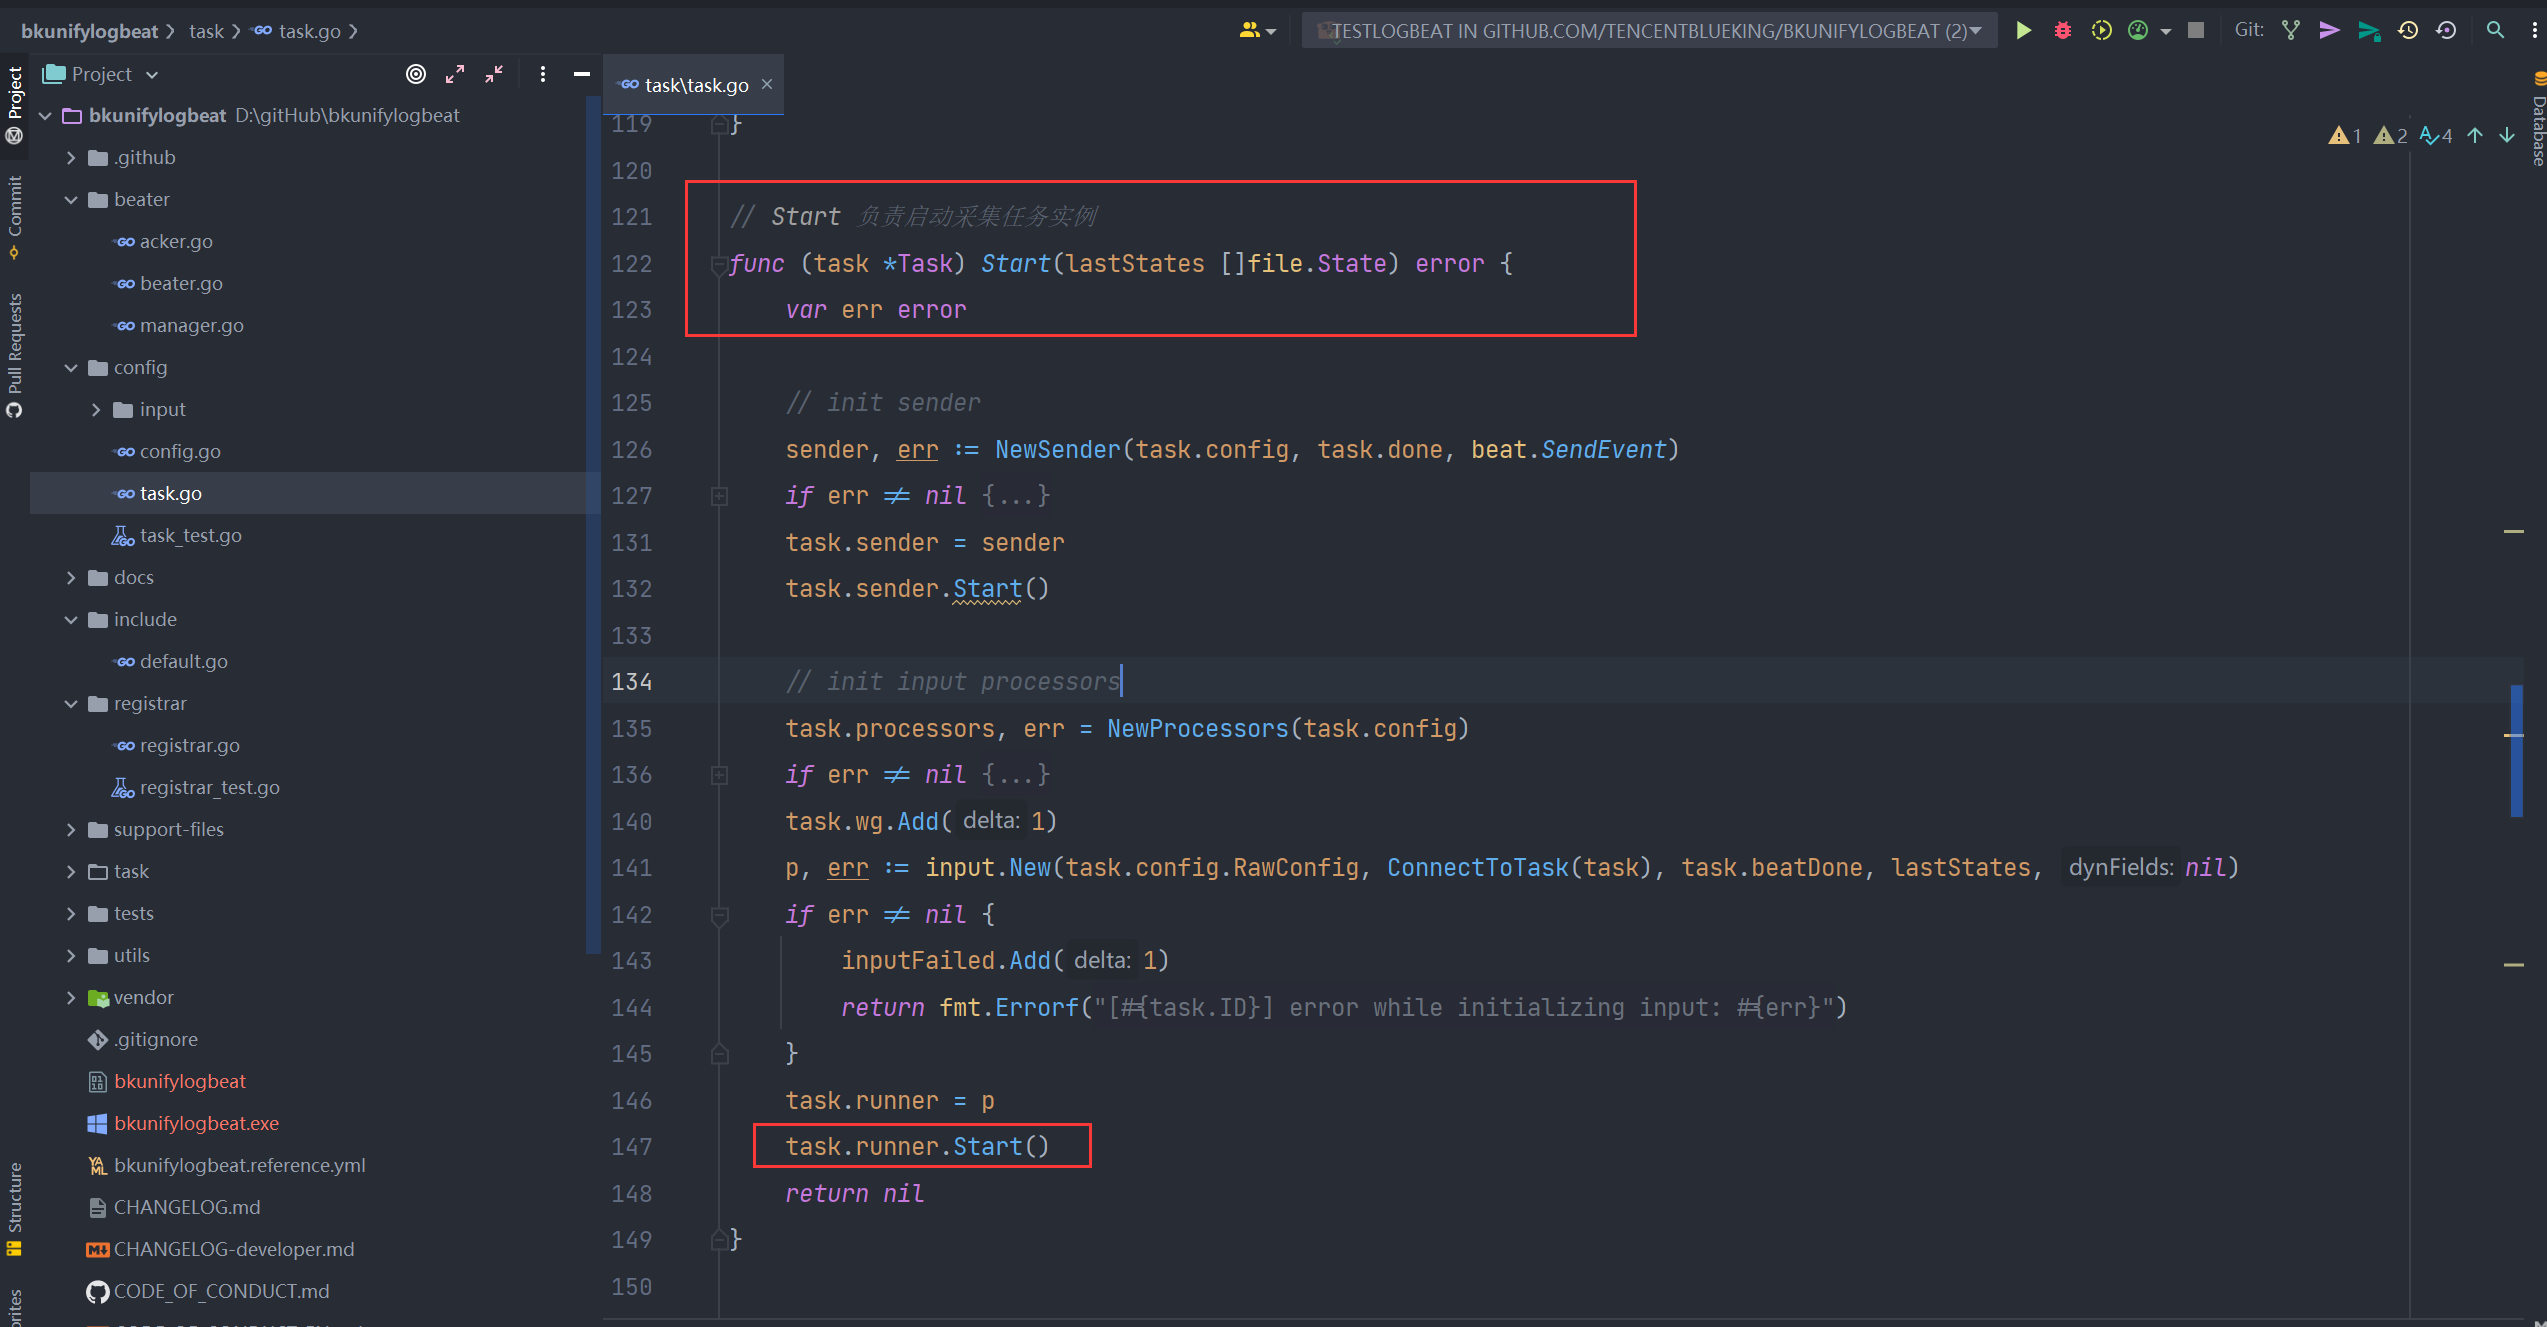 bkunifylogbeat
task
task.go
TESTLOGBEAT IN GITHUB.COM/TENCENTBLUEKING/BKUNIFYLOGBEAT (2)
Git:
Project
Commit
Pull Requests
Structure
Project
bkunifylogbeat D:\gitHub\bkunifylogbeat
.github
beater
acker.go
beater.go
manager.go
config
input
config.go
task.go
task_test.go
docs
include
default.go
registrar
registrar.go
registrar_test.go
support-files
task
tests
utils
vendor
.gitignore
bkunifylogbeat
bkunifylogbeat.exe
bkunifylogbeat.reference.yml
CHANGELOG.md
CHANGELOG-developer.md
CODE_OF_CONDUCT.md
task\task.go
1 2 4
Database
119 }
120
121 // Start 负责启动采集任务实例
122 func (task *Task) Start(lastStates []file.State) error {
123 var err error
124
125 // init sender
126 sender, err := NewSender(task.config, task.done, beat.SendEvent)
127 if err != nil {...}
131 task.sender = sender
132 task.sender.Start()
133
134 // init input processors
135 task.processors, err = NewProcessors(task.config)
136 if err != nil {...}
140 task.wg.Add( delta: 1)
141 p, err := input.New(task.config.RawConfig, ConnectToTask(task), task.beatDone, lastStates, dynFields: nil)
142 if err != nil {
143 inputFailed.Add( delta: 1)
144 return fmt.Errorf("[#{task.ID}] error while initializing input: #{err}")
145 }
146 task.runner = p
147 task.runner.Start()
148 return nil
149 }
150